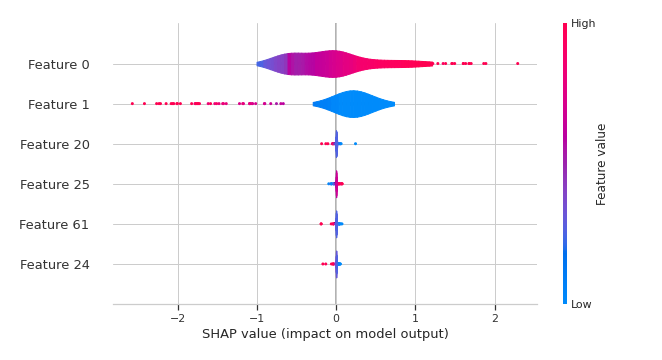 High
Feature 0
Feature 1
Feature 20
Feature 25
Feature 61
Feature 24
Feature value
Low
−2
−1
0
1
2
SHAP value (impact on model output)